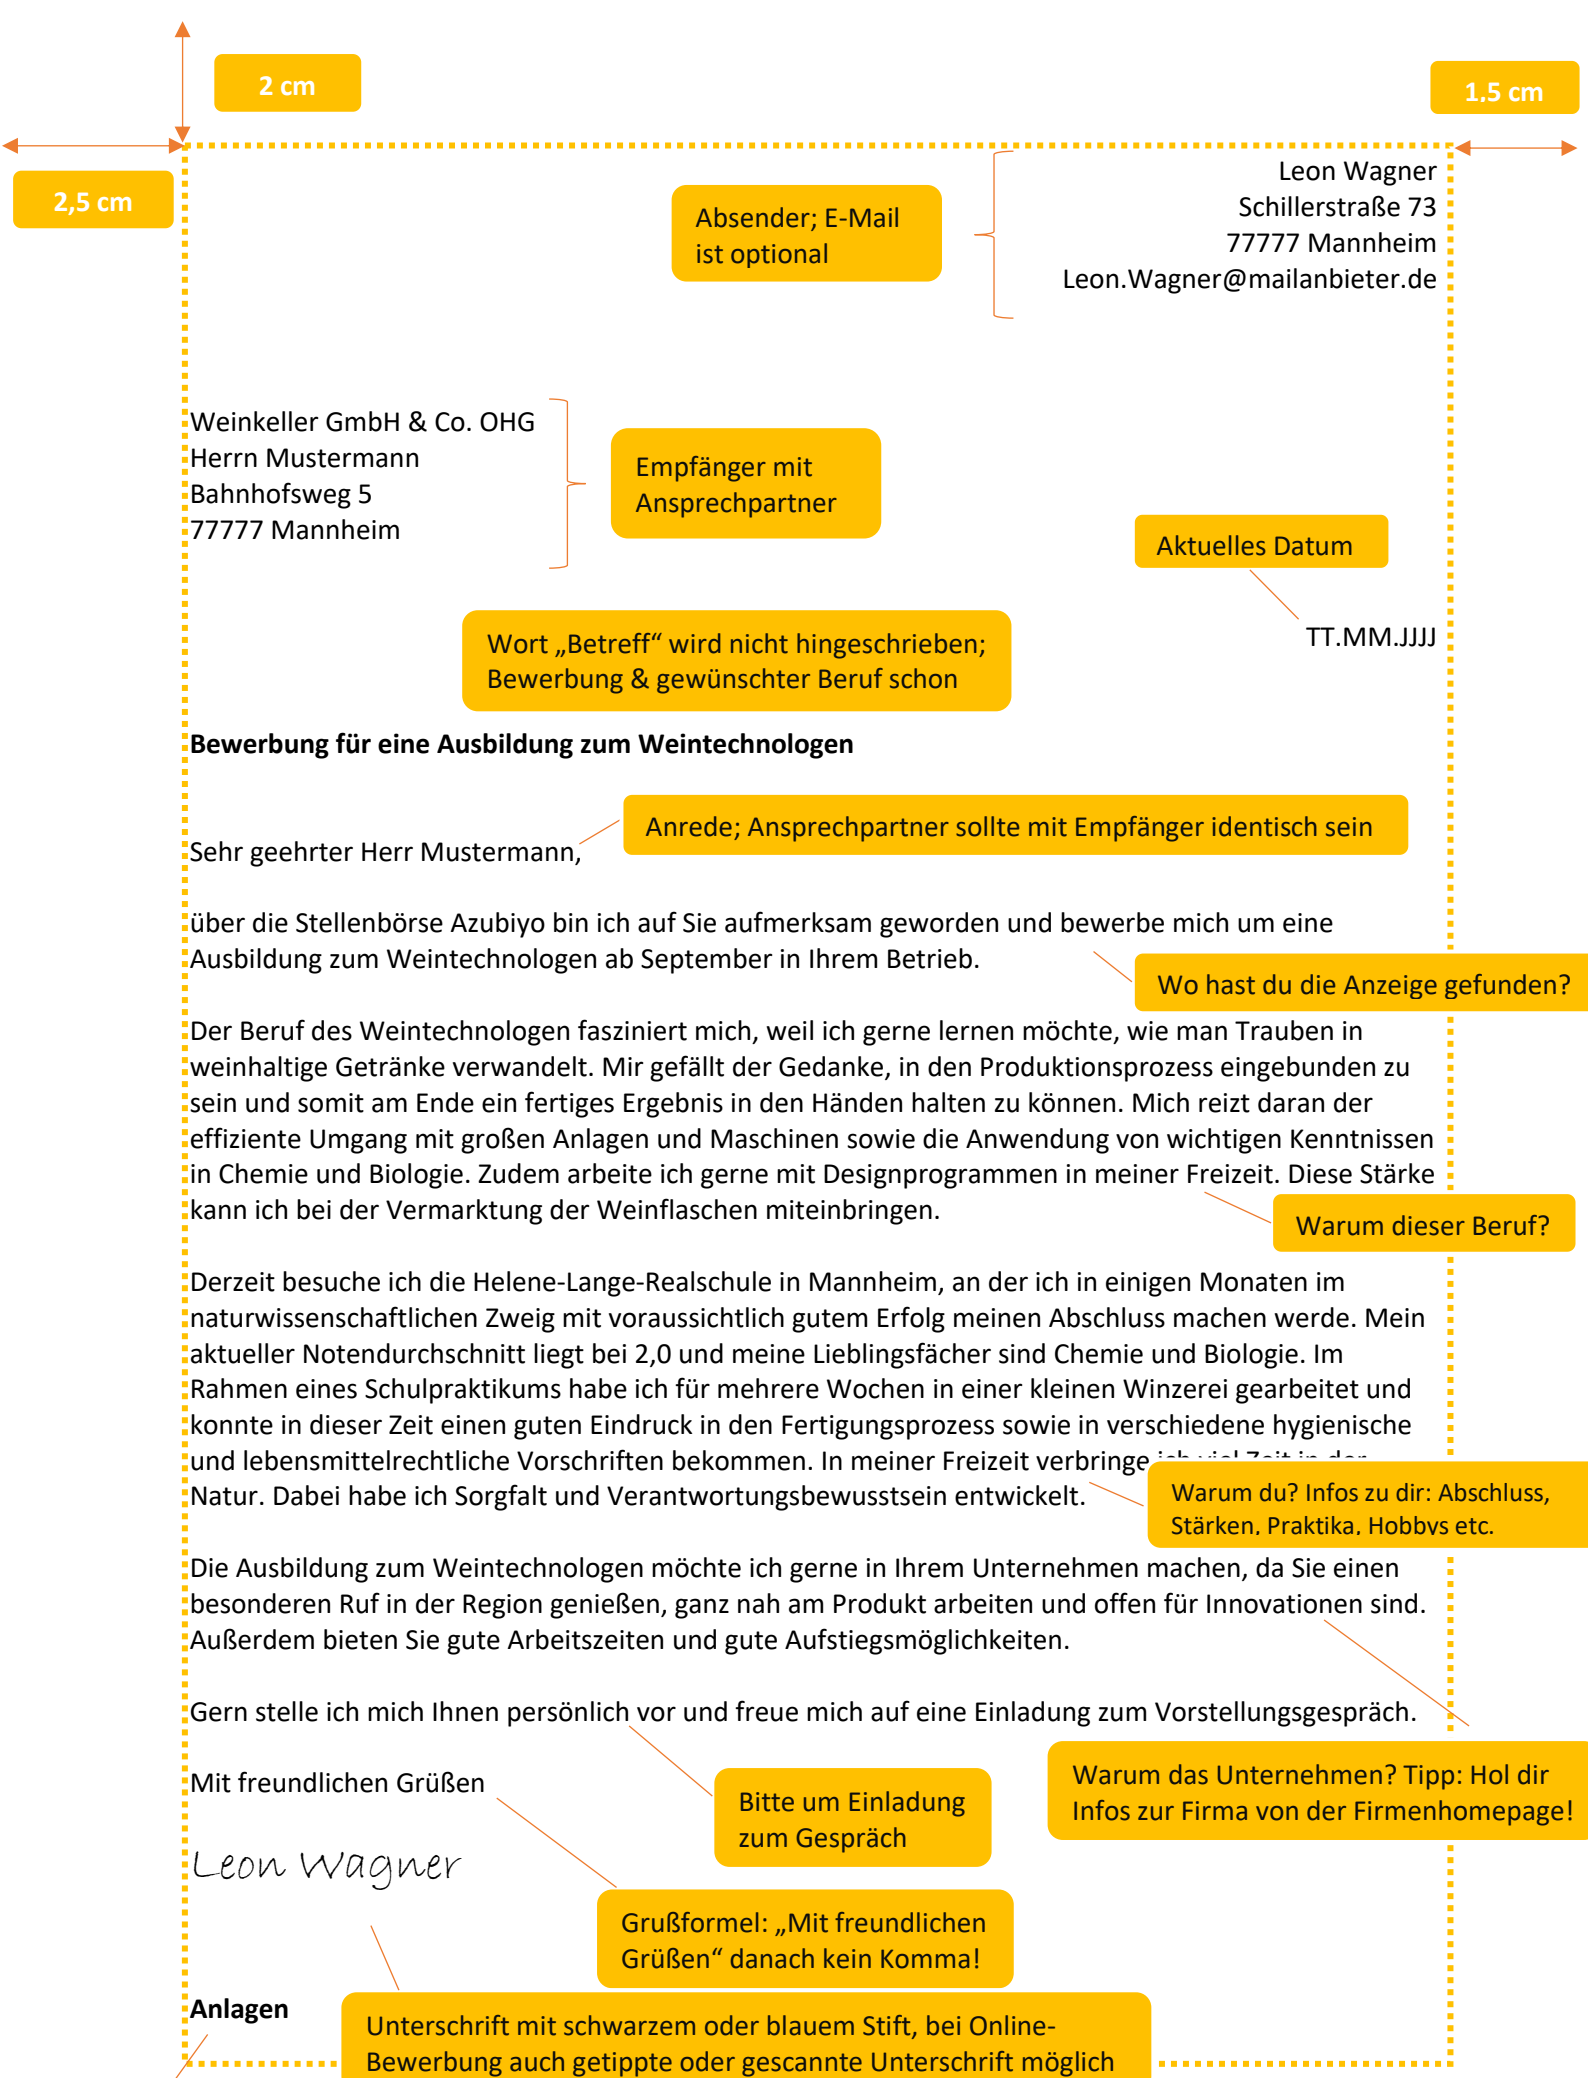 2 cm
1,5 cm
2,5 cm
Leon Wagner
Schillerstraße 73
77777 Mannheim
Leon.Wagner@mailanbieter.de
Absender; E-Mail
ist optional
Weinkeller GmbH & Co. OHG
Herrn Mustermann
Bahnhofsweg 5
77777 Mannheim
Empfänger mit
Ansprechpartner
Aktuelles Datum
TT.MM.JJJJ
Wort „Betreff“ wird nicht hingeschrieben;
Bewerbung & gewünschter Beruf schon
Bewerbung für eine Ausbildung zum Weintechnologen
Anrede; Ansprechpartner sollte mit Empfänger identisch sein
Sehr geehrter Herr Mustermann,
über die Stellenbörse Azubiyo bin ich auf Sie aufmerksam geworden und bewerbe mich um eine
Ausbildung zum Weintechnologen ab September in Ihrem Betrieb.
Wo hast du die Anzeige gefunden?
Der Beruf des Weintechnologen fasziniert mich, weil ich gerne lernen möchte, wie man Trauben in
weinhaltige Getränke verwandelt. Mir gefällt der Gedanke, in den Produktionsprozess eingebunden zu
sein und somit am Ende ein fertiges Ergebnis in den Händen halten zu können. Mich reizt daran der
effiziente Umgang mit großen Anlagen und Maschinen sowie die Anwendung von wichtigen Kenntnissen
in Chemie und Biologie. Zudem arbeite ich gerne mit Designprogrammen in meiner Freizeit. Diese Stärke
kann ich bei der Vermarktung der Weinflaschen miteinbringen.
Warum dieser Beruf?
Derzeit besuche ich die Helene-Lange-Realschule in Mannheim, an der ich in einigen Monaten im
naturwissenschaftlichen Zweig mit voraussichtlich gutem Erfolg meinen Abschluss machen werde. Mein
aktueller Notendurchschnitt liegt bei 2,0 und meine Lieblingsfächer sind Chemie und Biologie. Im
Rahmen eines Schulpraktikums habe ich für mehrere Wochen in einer kleinen Winzerei gearbeitet und
konnte in dieser Zeit einen guten Eindruck in den Fertigungsprozess sowie in verschiedene hygienische
und lebensmittelrechtliche Vorschriften bekommen. In meiner Freizeit verbringe ich viel Zeit in der
Natur. Dabei habe ich Sorgfalt und Verantwortungsbewusstsein entwickelt.
Warum du? Infos zu dir: Abschluss,
Stärken, Praktika, Hobbys etc.
Die Ausbildung zum Weintechnologen möchte ich gerne in Ihrem Unternehmen machen, da Sie einen
besonderen Ruf in der Region genießen, ganz nah am Produkt arbeiten und offen für Innovationen sind.
Außerdem bieten Sie gute Arbeitszeiten und gute Aufstiegsmöglichkeiten.
Gern stelle ich mich Ihnen persönlich vor und freue mich auf eine Einladung zum Vorstellungsgespräch.
Mit freundlichen Grüßen
Bitte um Einladung
zum Gespräch
Warum das Unternehmen? Tipp: Hol dir
Infos zur Firma von der Firmenhomepage!
Leon Wagner
Grußformel: „Mit freundlichen
Grüßen“ danach kein Komma!
Anlagen
Unterschrift mit schwarzem oder blauem Stift, bei Online-
Bewerbung auch getippte oder gescannte Unterschrift möglich